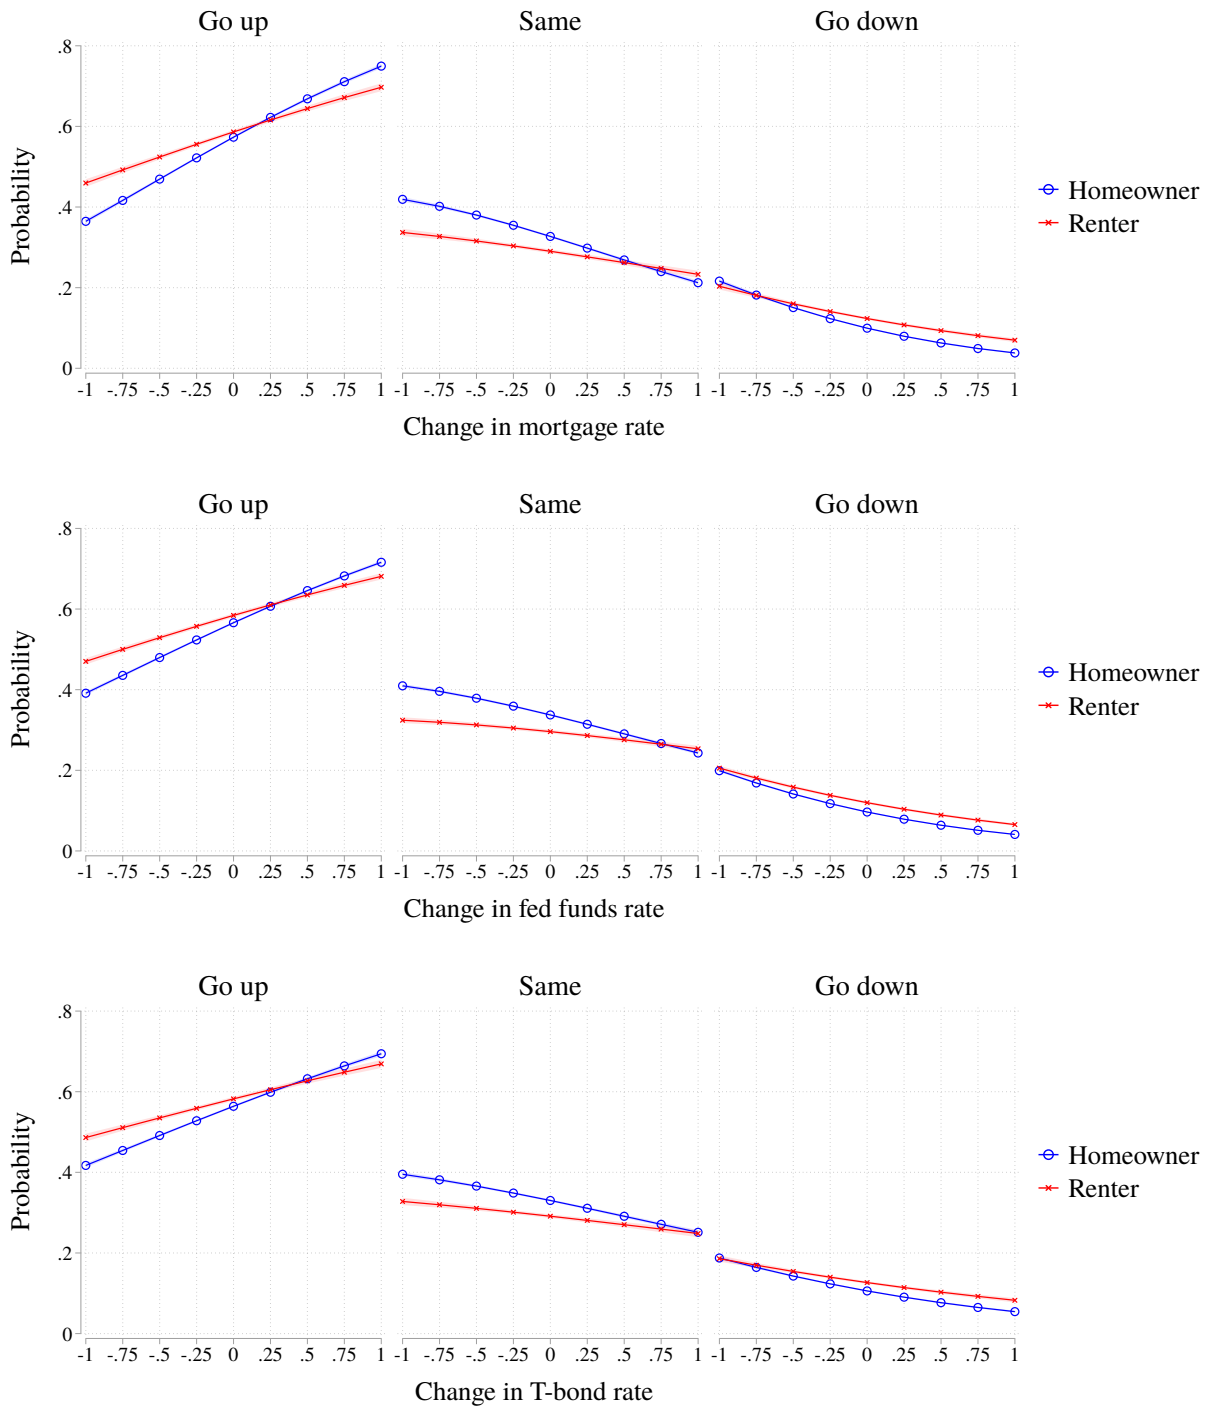 Go up Same Go down
Probability
.8
.6
.4
.2
0
-1 -.75 -.5 -.25 0 .25 .5 .75 1 -1 -.75 -.5 -.25 0 .25 .5 .75 1 -1 -.75 -.5 -.25 0 .25 .5 .75 1
Change in mortgage rate
Homeowner
Renter
Go up Same Go down
Probability
.8
.6
.4
.2
0
-1 -.75 -.5 -.25 0 .25 .5 .75 1 -1 -.75 -.5 -.25 0 .25 .5 .75 1 -1 -.75 -.5 -.25 0 .25 .5 .75 1
Change in fed funds rate
Homeowner
Renter
Go up Same Go down
Probability
.8
.6
.4
.2
0
-1 -.75 -.5 -.25 0 .25 .5 .75 1 -1 -.75 -.5 -.25 0 .25 .5 .75 1 -1 -.75 -.5 -.25 0 .25 .5 .75 1
Change in T-bond rate
Homeowner
Renter